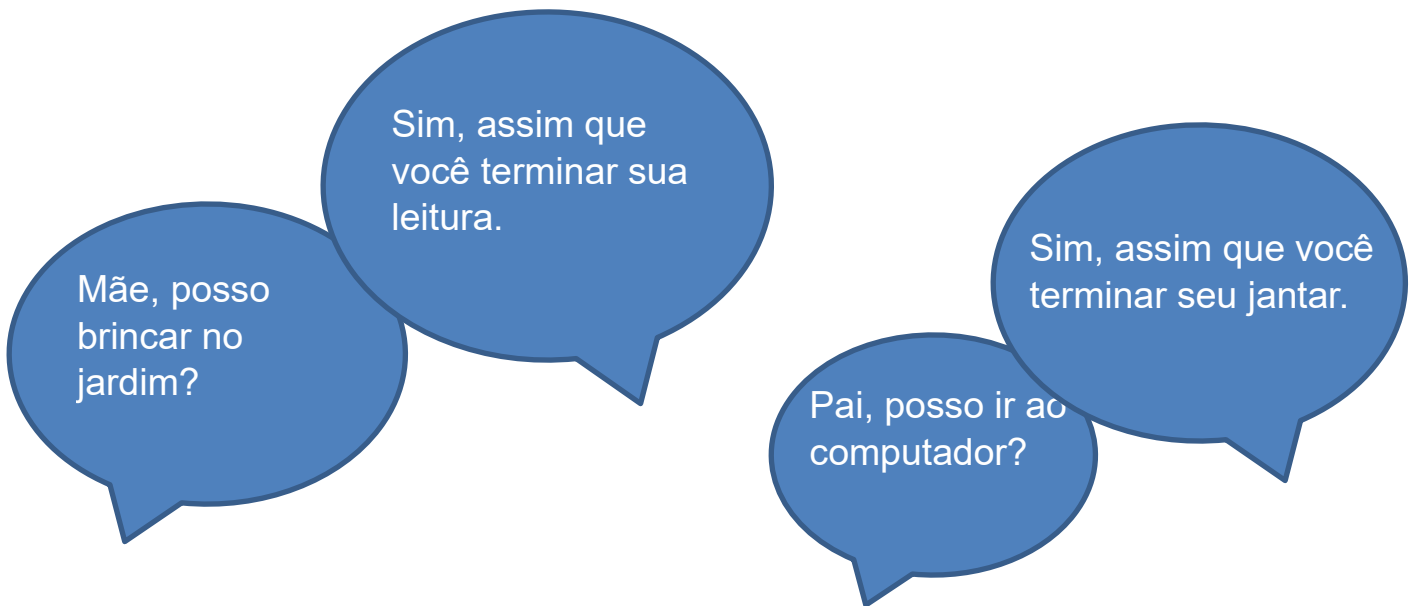 Mãe, posso
brincar no
jardim?
Sim, assim que
você terminar sua
leitura.
Pai, posso ir ao
computador?
Sim, assim que você
terminar seu jantar.